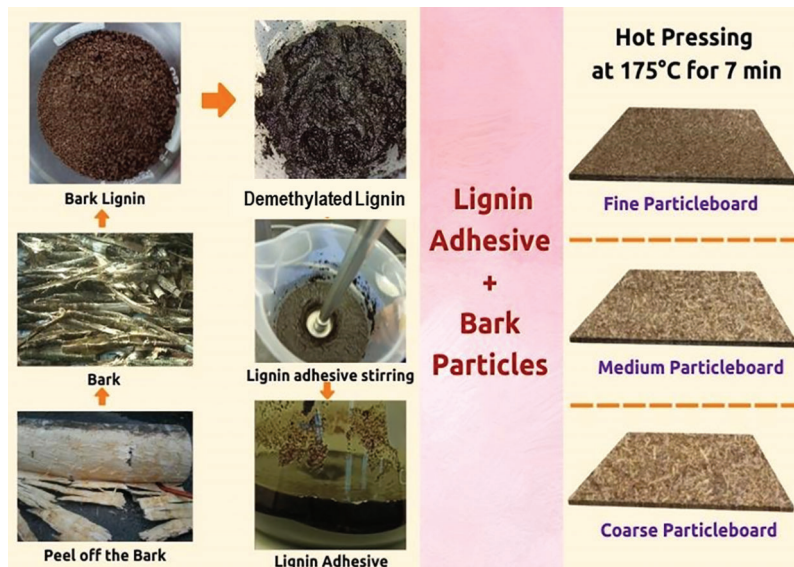 Bark Lignin
Demethylated Lignin
Bark
Lignin adhesive stirring
Peel off the Bark
Lignin Adhesive
Lignin
Adhesive
+
Bark
Particles
Hot Pressing
at 175°C for 7 min
Fine Particleboard
Medium Particleboard
Coarse Particleboard